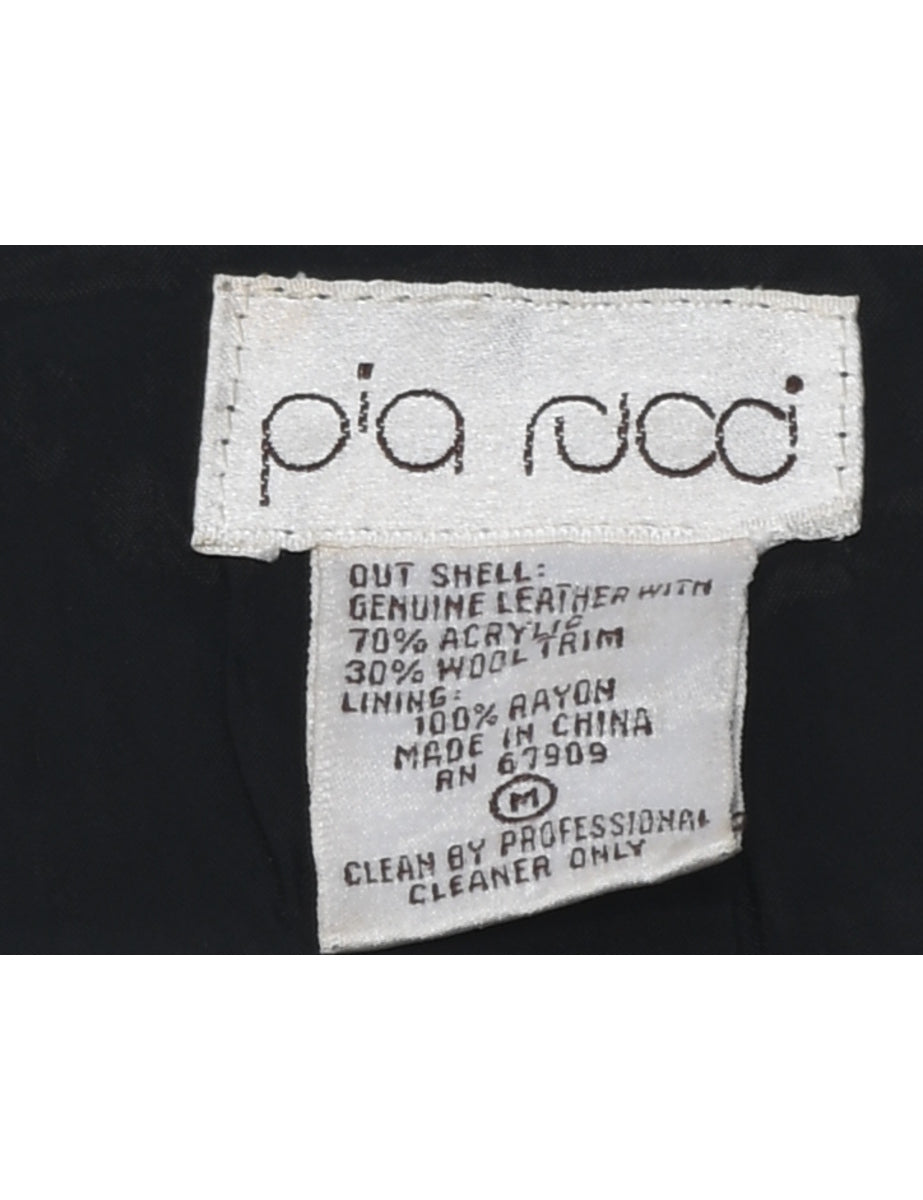 pia rucci
OUT SHELL:
GENUINE LEATHER WITH
70% ACRYLIC
30% WOOL TRIM
LINING:
100% RAYON
MADE IN CHINA
RN 67909
M
CLEAN BY PROFESSIONAL
CLEANER ONLY